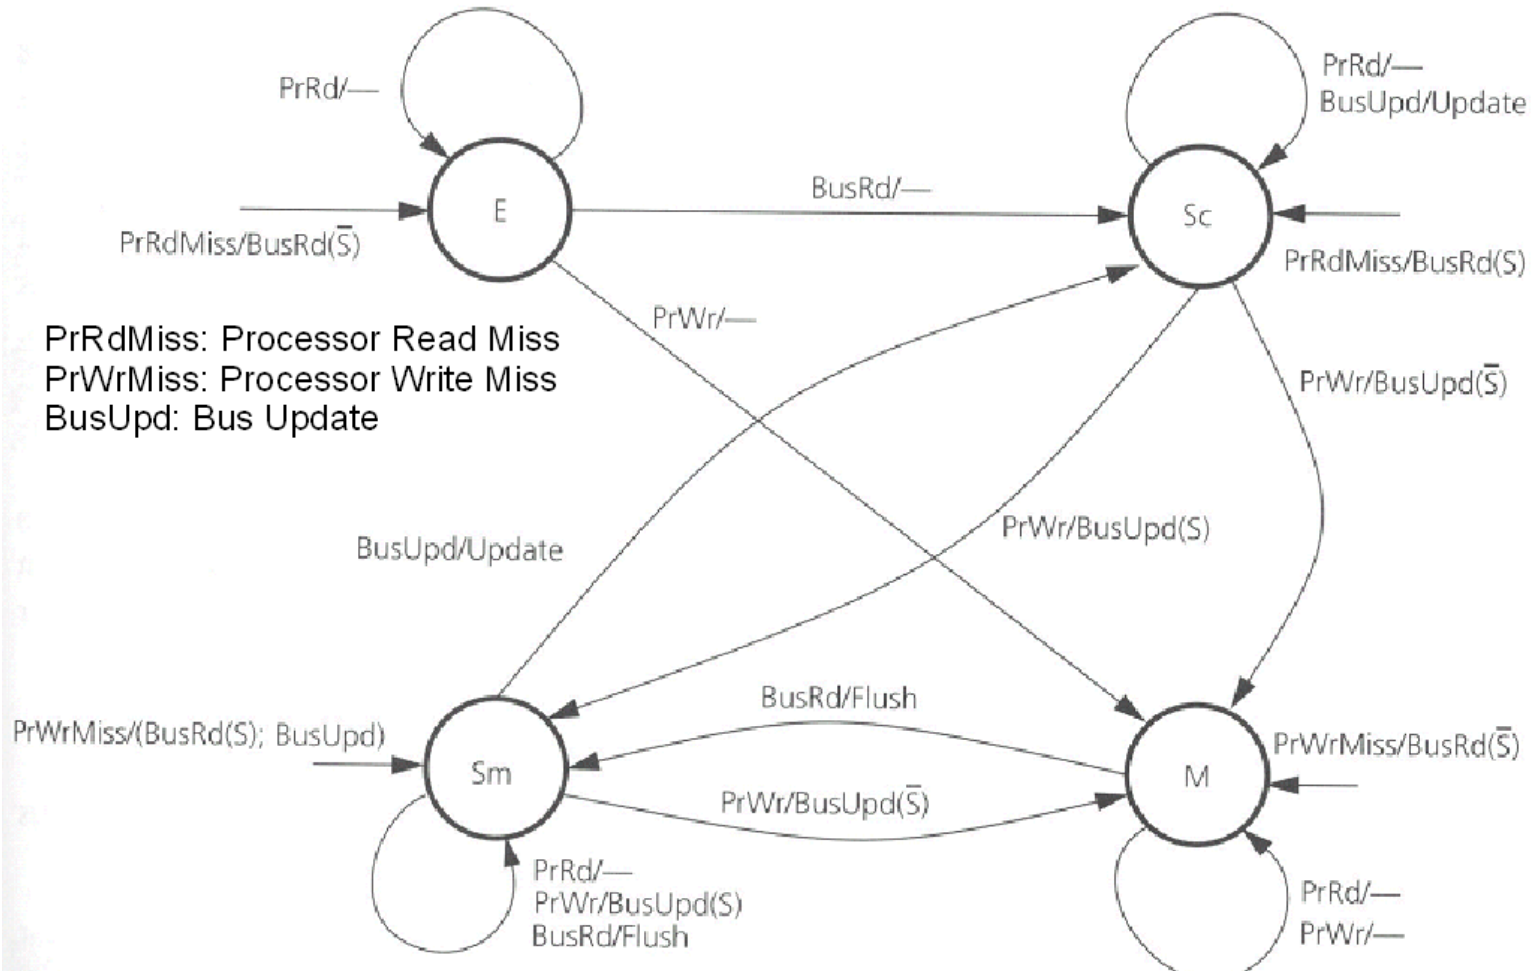 PrRd/—
PrRd/—
BusUpd/Update
E
BusRd/—
Sc
PrRdMiss/BusRd(S̅)
PrRdMiss/BusRd(S)
PrWr/—
PrRdMiss: Processor Read Miss
PrWrMiss: Processor Write Miss
BusUpd: Bus Update
PrWr/BusUpd(S̅)
PrWr/BusUpd(S)
BusUpd/Update
BusRd/Flush
PrWrMiss/(BusRd(S); BusUpd)
PrWrMiss/BusRd(S̅)
Sm
M
PrWr/BusUpd(S̅)
PrRd/—
PrWr/BusUpd(S)
BusRd/Flush
PrRd/—
PrWr/—